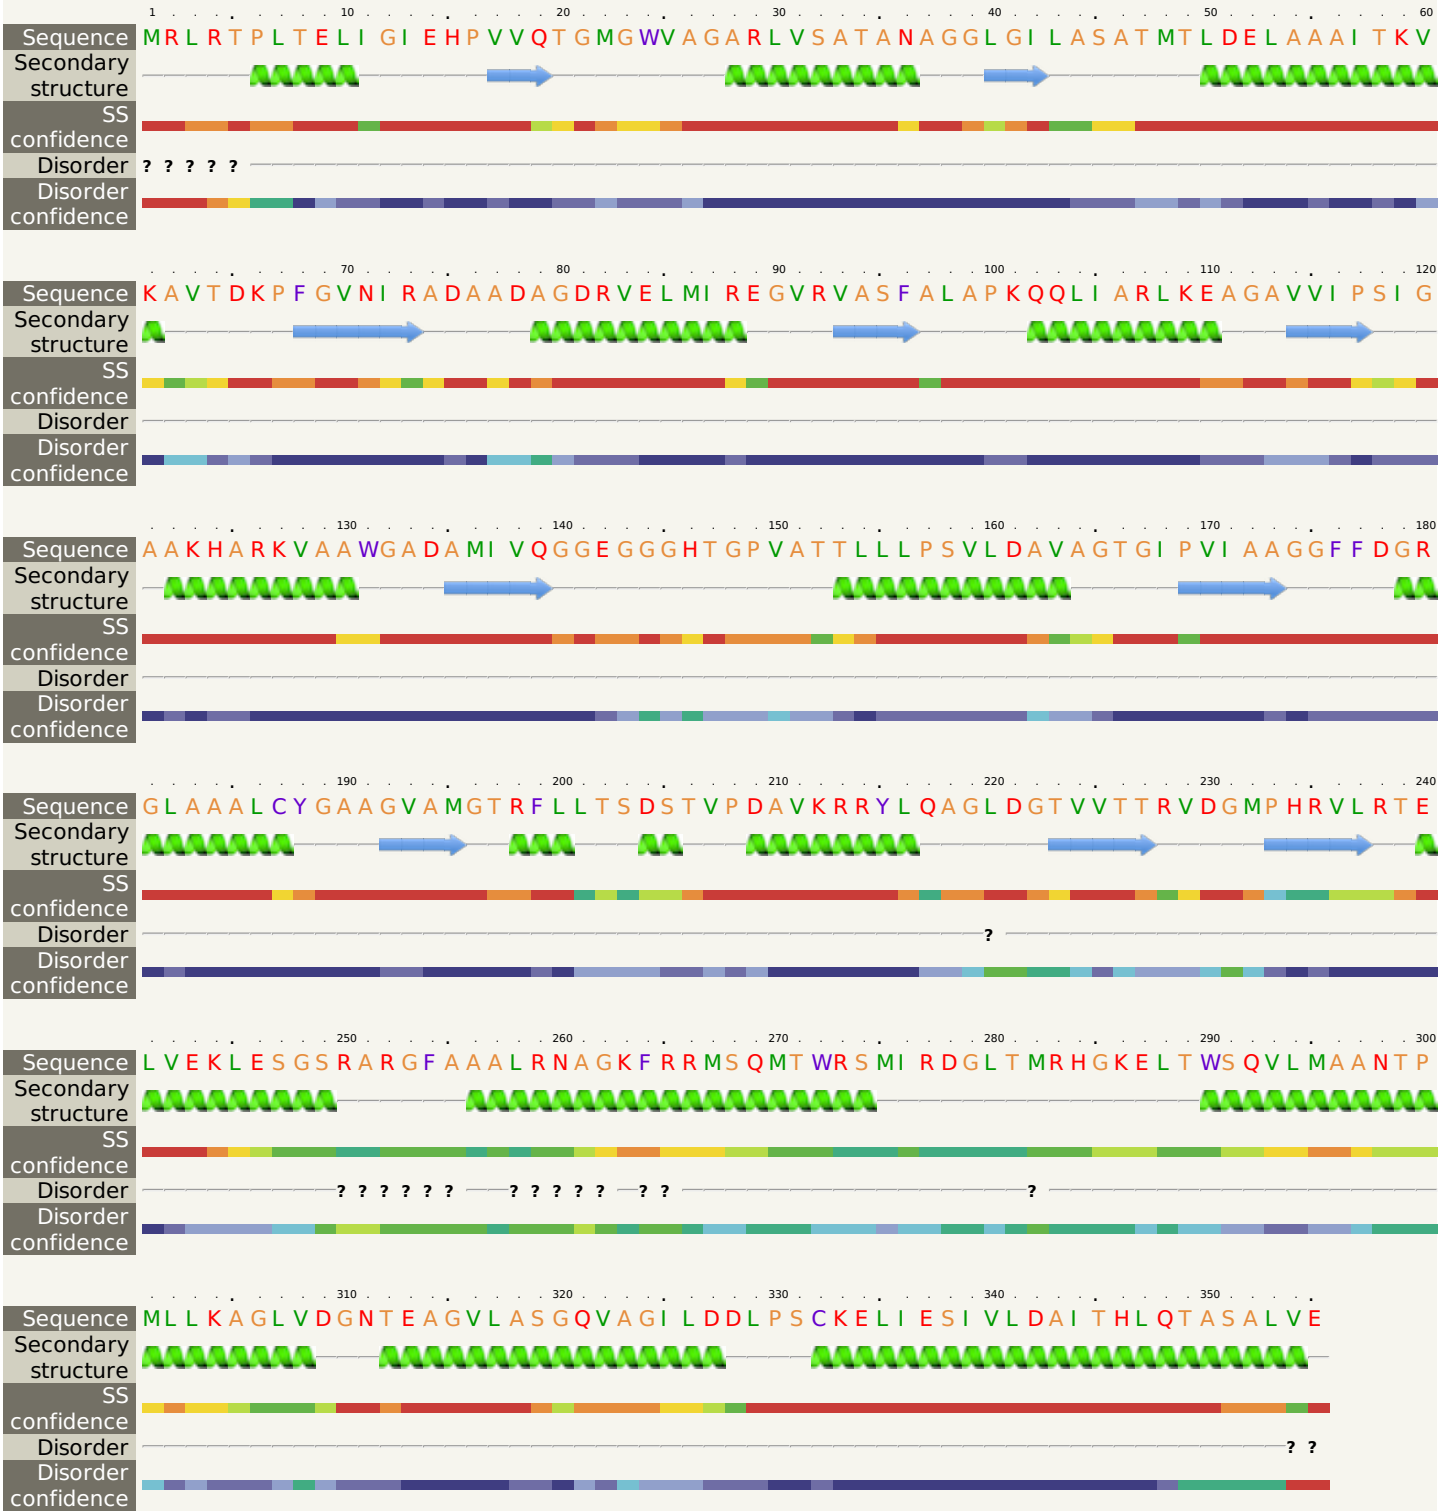 1 10 20 30 40 50 60
Sequence MRLRTPLTELIGIEHPVVQTGMGWVAGARLVSATANAGGLGILASATMTLDELAAAITKV
Secondary
structure
SS
confidence
Disorder ? ? ? ? ?
Disorder
confidence
70 80 90 100 110 120
Sequence KAVTDKPFGVNIRADAADAGDRVELMIREGVRVASFALAPKQQLIARLKEAGAVVIPSIG
Secondary
structure
SS
confidence
Disorder
Disorder
confidence
130 140 150 160 170 180
Sequence AAKHARKVAAWGADAMIVQGGEGGGHTGPVATTLLLPSVLDAVAGTGIPVIAAGGFFDGR
Secondary
structure
SS
confidence
Disorder
Disorder
confidence
190 200 210 220 230 240
Sequence GLAAALCYGAAGVAMGTRFLLTSDSTVPDAVKRRYLQAGLDGTVVTTRVDGMPHRVLRTE
Secondary
structure
SS
confidence
Disorder ?
Disorder
confidence
250 260 270 280 290 300
Sequence LVEKLESGSRARGFAAALRNAGKFRRMSQMTWRSMIRDGLTMRHGKELTWSQVLMAANTP
Secondary
structure
SS
confidence
Disorder ? ? ? ? ? ? ? ? ? ? ? ? ? ?
Disorder
confidence
310 320 330 340 350
Sequence MLLKAGLVDGNTEAGVLASGQVAGILDDLPSCKELIESIVLDAITHLQTASALVE
Secondary
structure
SS
confidence
Disorder ? ?
Disorder
confidence